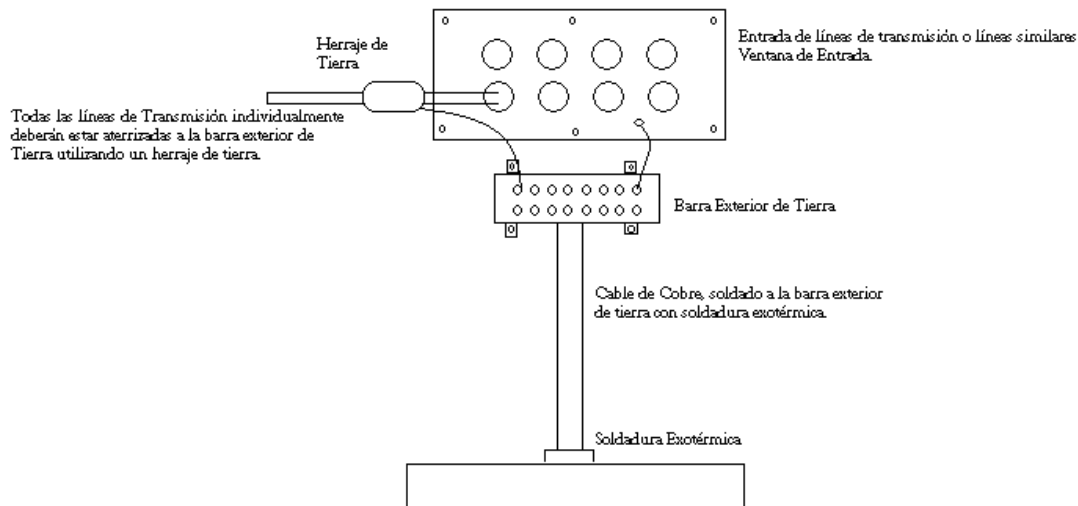 Herraje de
Tierra
Entrada de líneas de transmisión o líneas similares
Ventana de Entrada.
Todas las líneas de Transmisión individualmente
deberán estar aterrizadas a la barra exterior de
Tierra utilizando un herraje de tierra.
Barra Exterior de Tierra
Cable de Cobre, soldado a la barra exterior
de tierra con soldadura exotérmica.
Soldadura Exotérmica